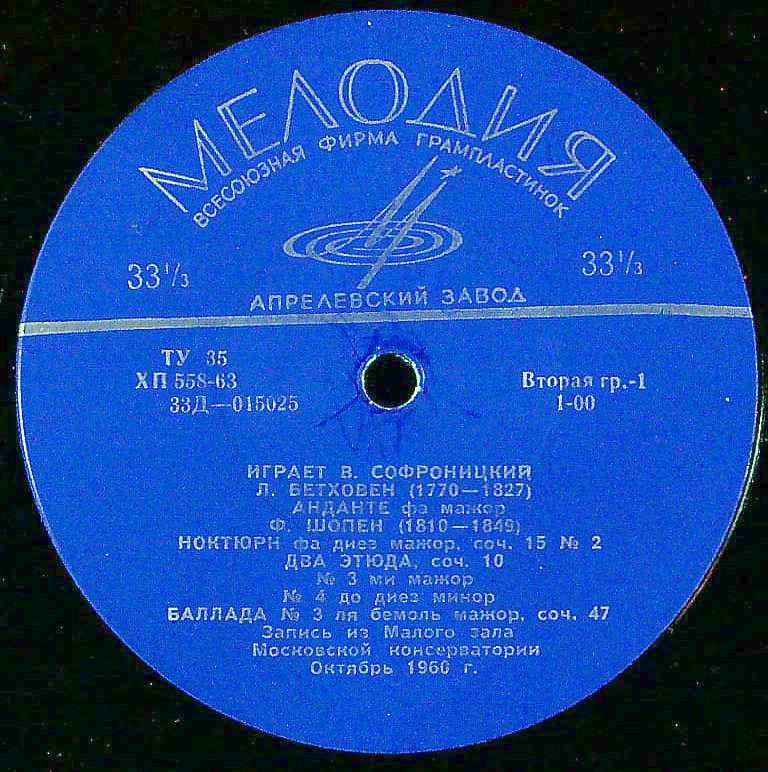 МЕЛОДИЯ
ВСЕСОЮЗНАЯ ФИРМА ГРАМПЛАСТИНОК
33⅓ 33⅓
АПРЕЛЕВСКИЙ ЗАВОД
ТУ 35
ХП 558-63
33Д—015025
Вторая гр.-1
1-00
ИГРАЕТ В. СОФРОНИЦКИЙ
Л. БЕТХОВЕН (1770—1827)
АНДАНТЕ фа мажор
Ф. ШОПЕН (1810—1849)
НОКТЮРН фа диез мажор, соч. 15 № 2
ДВА ЭТЮДА, соч. 10
№ 3 ми мажор
№ 4 до диез минор
БАЛЛАДА № 3 ля бемоль мажор, соч. 47
Запись из Малого зала
Московской консерватории
Октябрь 1960 г.